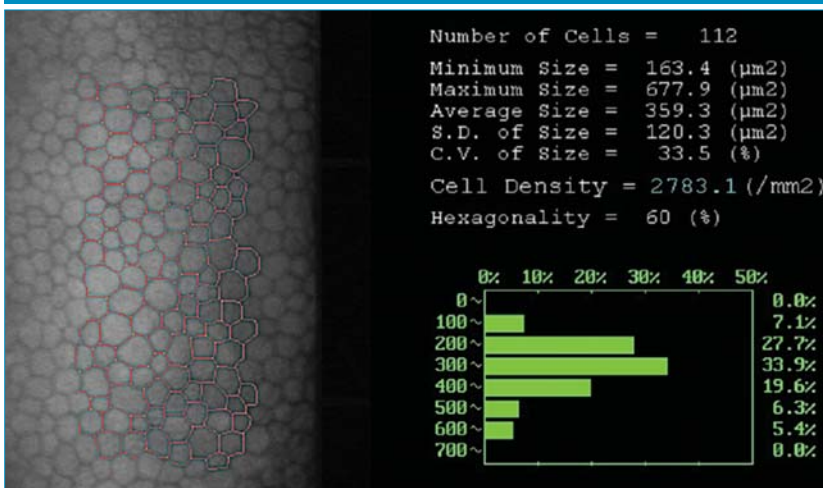 Number of Cells = 112
Minimum Size = 163.4 (μm2)
Maximum Size = 677.9 (μm2)
Average Size = 359.3 (μm2)
S.D. of Size = 120.3 (μm2)
C.V. of Size = 33.5 (%)
Cell Density = 2783.1 (/mm2)
Hexagonality = 60 (%)
0% 10% 20% 30% 40% 50%
0~ 0.0%
100~ 7.1%
200~ 27.7%
300~ 33.9%
400~ 19.6%
500~ 6.3%
600~ 5.4%
700~ 0.0%